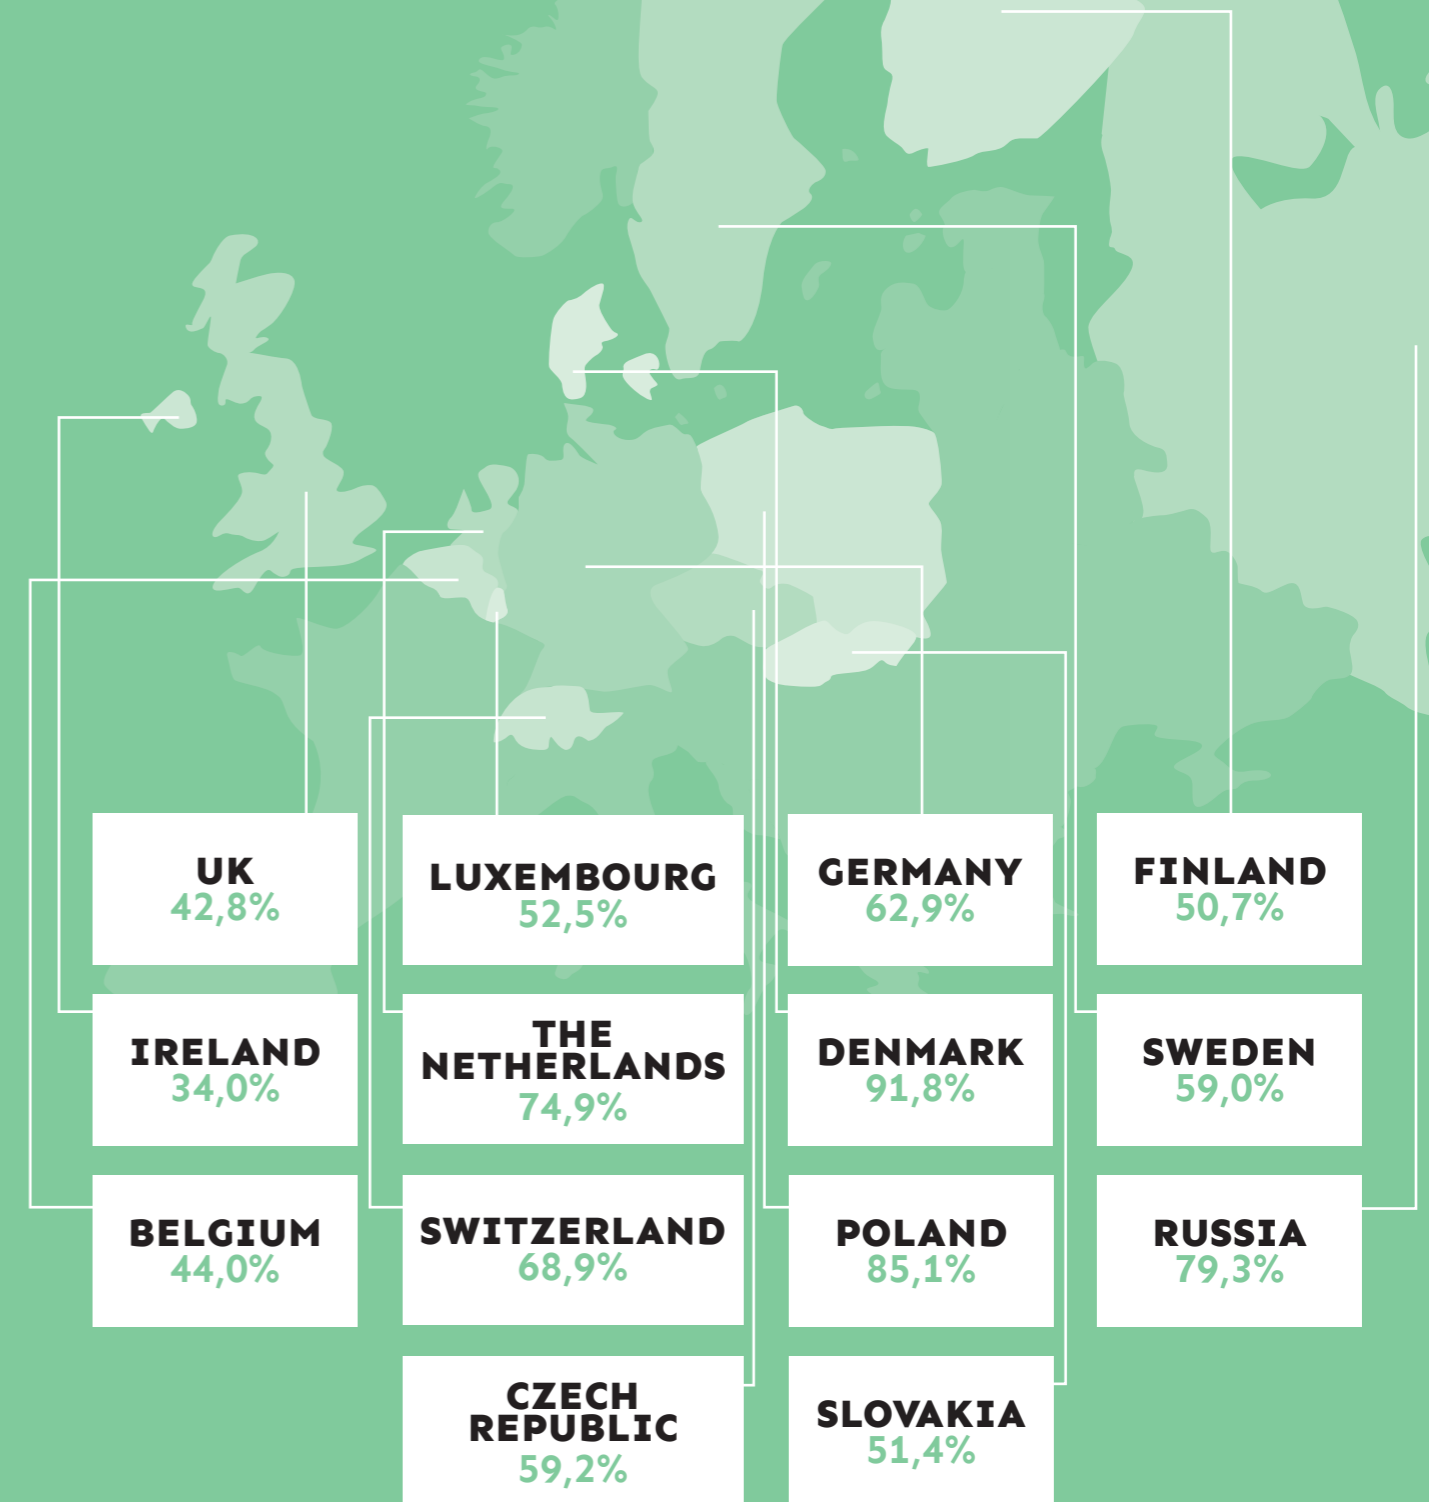 UK
42,8%
LUXEMBOURG
52,5%
GERMANY
62,9%
FINLAND
50,7%
IRELAND
34,0%
THE
NETHERLANDS
74,9%
DENMARK
91,8%
SWEDEN
59,0%
BELGIUM
44,0%
SWITZERLAND
68,9%
POLAND
85,1%
RUSSIA
79,3%
CZECH
REPUBLIC
59,2%
SLOVAKIA
51,4%